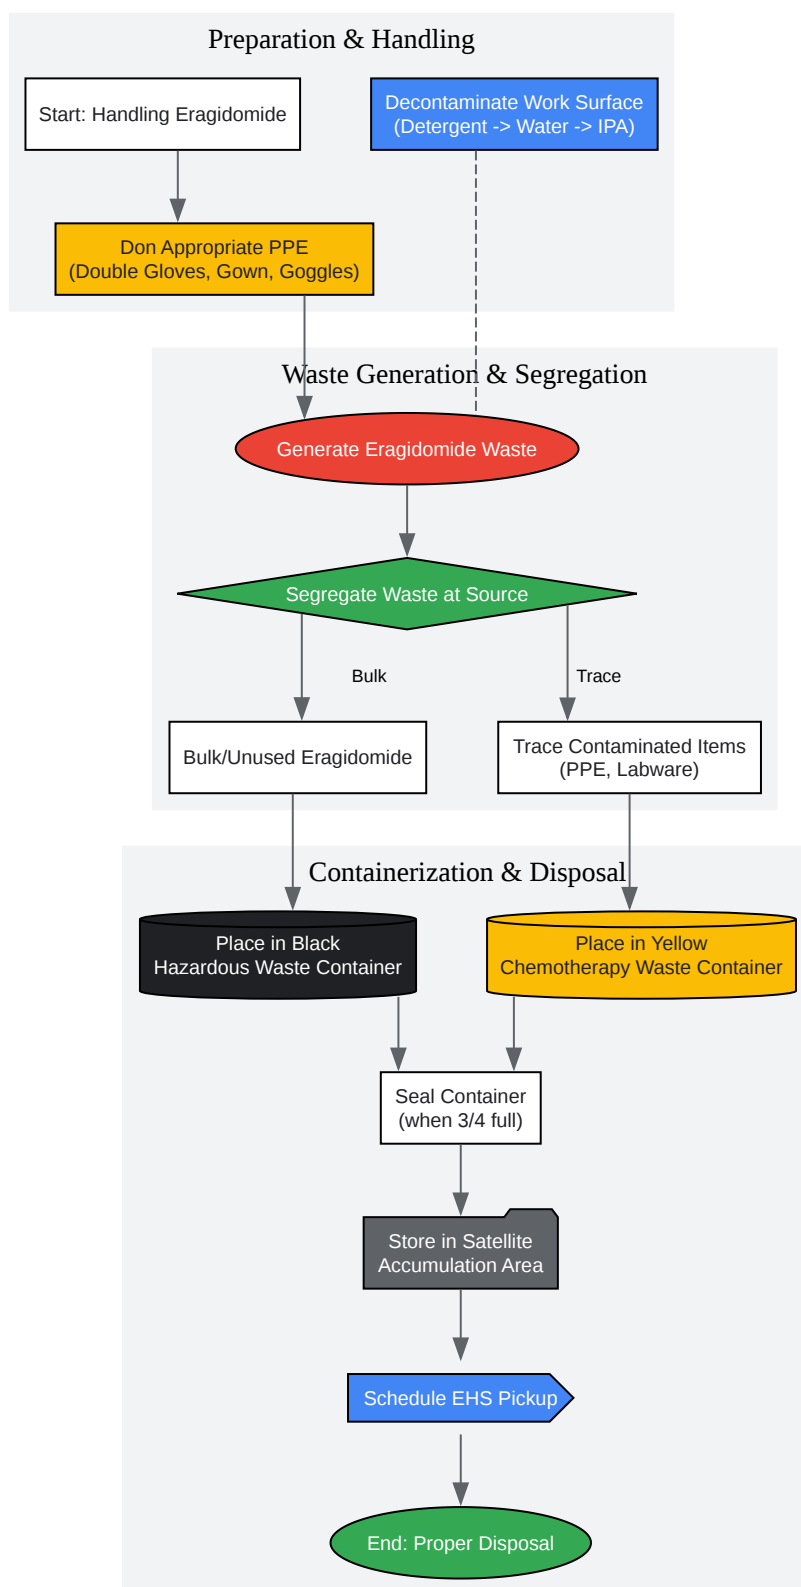 Preparation & Handling
Start: Handling Eragidomide
Decontaminate Work Surface
(Detergent -> Water -> IPA)
Don Appropriate PPE
(Double Gloves, Gown, Goggles)
Waste Generation & Segregation
Generate Eragidomide Waste
Segregate Waste at Source
Bulk
Trace
Bulk/Unused Eragidomide
Trace Contaminated Items
(PPE, Labware)
Containerization & Disposal
Place in Black
Hazardous Waste Container
Place in Yellow
Chemotherapy Waste Container
Seal Container
(when 3/4 full)
Store in Satellite
Accumulation Area
Schedule EHS Pickup
End: Proper Disposal